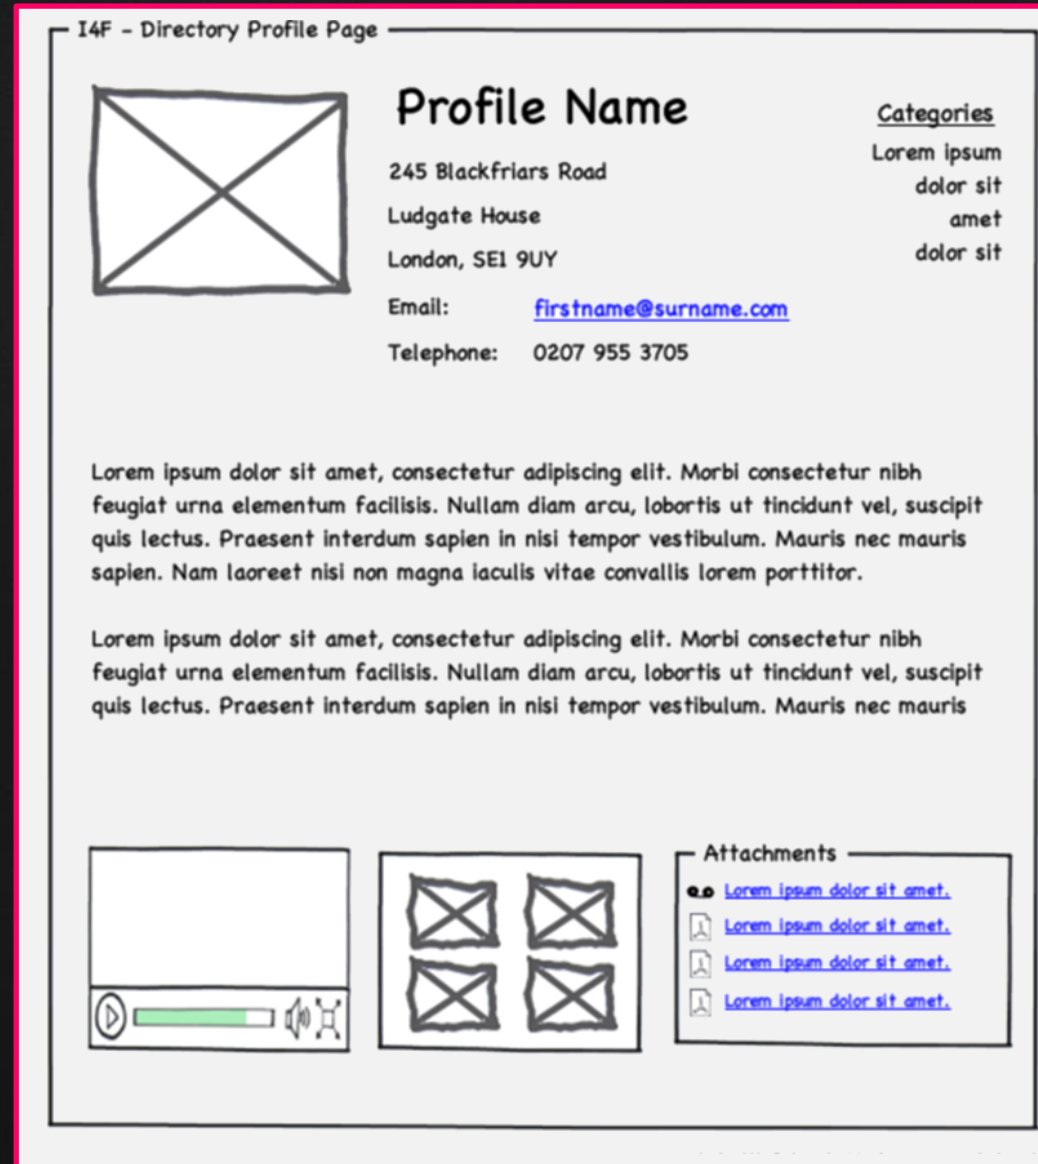 I4F - Directory Profile Page
Profile Name
245 Blackfriars Road
Ludgate House
London, SE1 9UY
Email: firstname@surname.com
Telephone: 0207 955 3705
Categories
Lorem ipsum
dolor sit
amet
dolor sit
Lorem ipsum dolor sit amet, consectetur adipiscing elit. Morbi consectetur nibh
feugiat urna elementum facilisis. Nullam diam arcu, lobortis ut tincidunt vel, suscipit
quis lectus. Praesent interdum sapien in nisi tempor vestibulum. Mauris nec mauris
sapien. Nam laoreet nisi non magna iaculis vitae convallis lorem porttitor.
Lorem ipsum dolor sit amet, consectetur adipiscing elit. Morbi consectetur nibh
feugiat urna elementum facilisis. Nullam diam arcu, lobortis ut tincidunt vel, suscipit
quis lectus. Praesent interdum sapien in nisi tempor vestibulum. Mauris nec mauris
Attachments
Lorem ipsum dolor sit amet.
Lorem ipsum dolor sit amet.
Lorem ipsum dolor sit amet.
Lorem ipsum dolor sit amet.